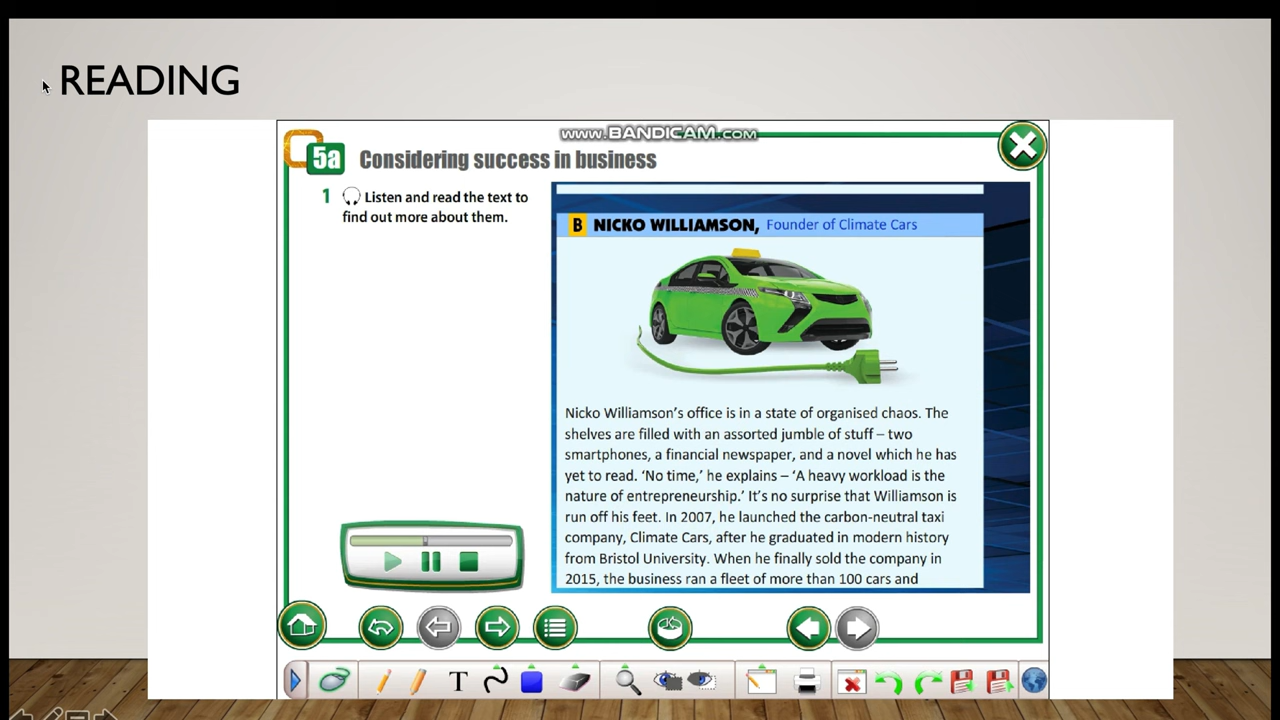 READING
www.BANDICAM.com
5a Considering success in business
1 Listen and read the text to
find out more about them.
B NICKO WILLIAMSON, Founder of Climate Cars
Nicko Williamson's office is in a state of organised chaos. The
shelves are filled with an assorted jumble of stuff – two
smartphones, a financial newspaper, and a novel which he has
yet to read. 'No time,' he explains – 'A heavy workload is the
nature of entrepreneurship.' It's no surprise that Williamson is
run off his feet. In 2007, he launched the carbon-neutral taxi
company, Climate Cars, after he graduated in modern history
from Bristol University. When he finally sold the company in
2015, the business ran a fleet of more than 100 cars and
T